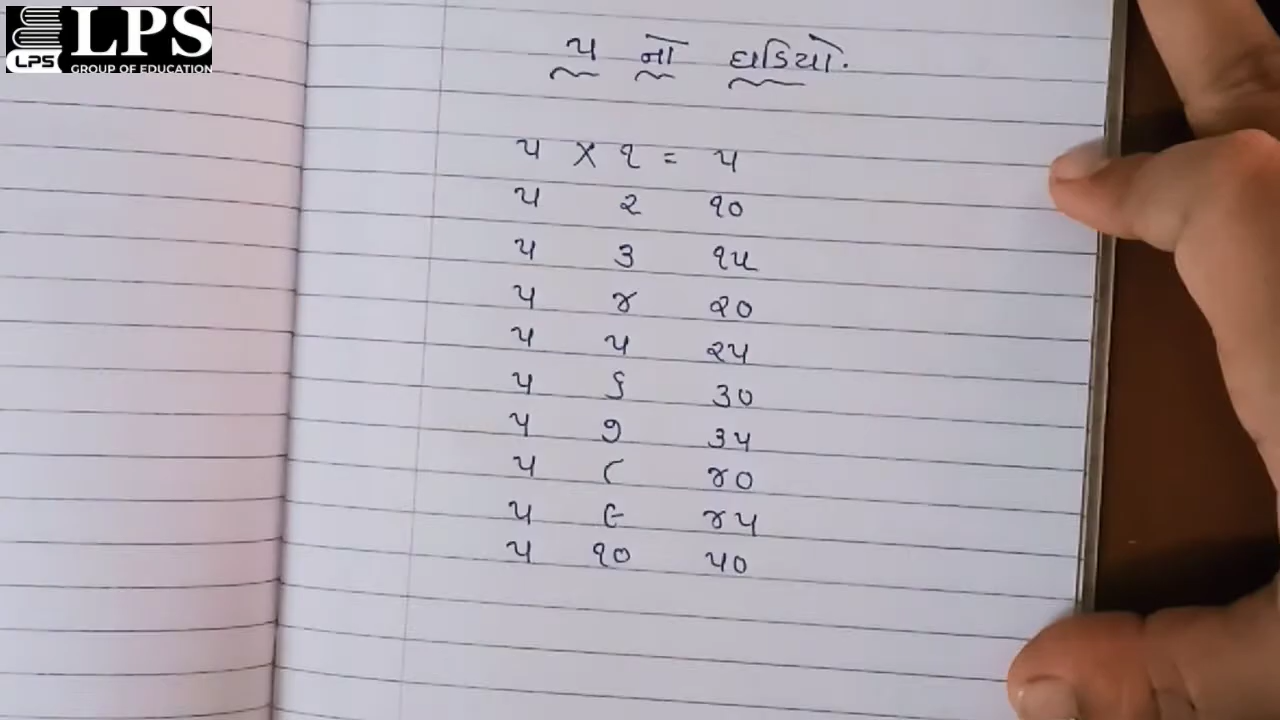 LPS
LPS
GROUP OF EDUCATION
૫ નો ઘડિયો.
૫ X ૧ = ૫
૫ ૨ ૧૦
૫ ૩ ૧૫
૫ ૪ ૨૦
૫ ૫ ૨૫
૫ ૬ ૩૦
૫ ૭ ૩૫
૫ ૮ ૪૦
૫ ૯ ૪૫
૫ ૧૦ ૫૦